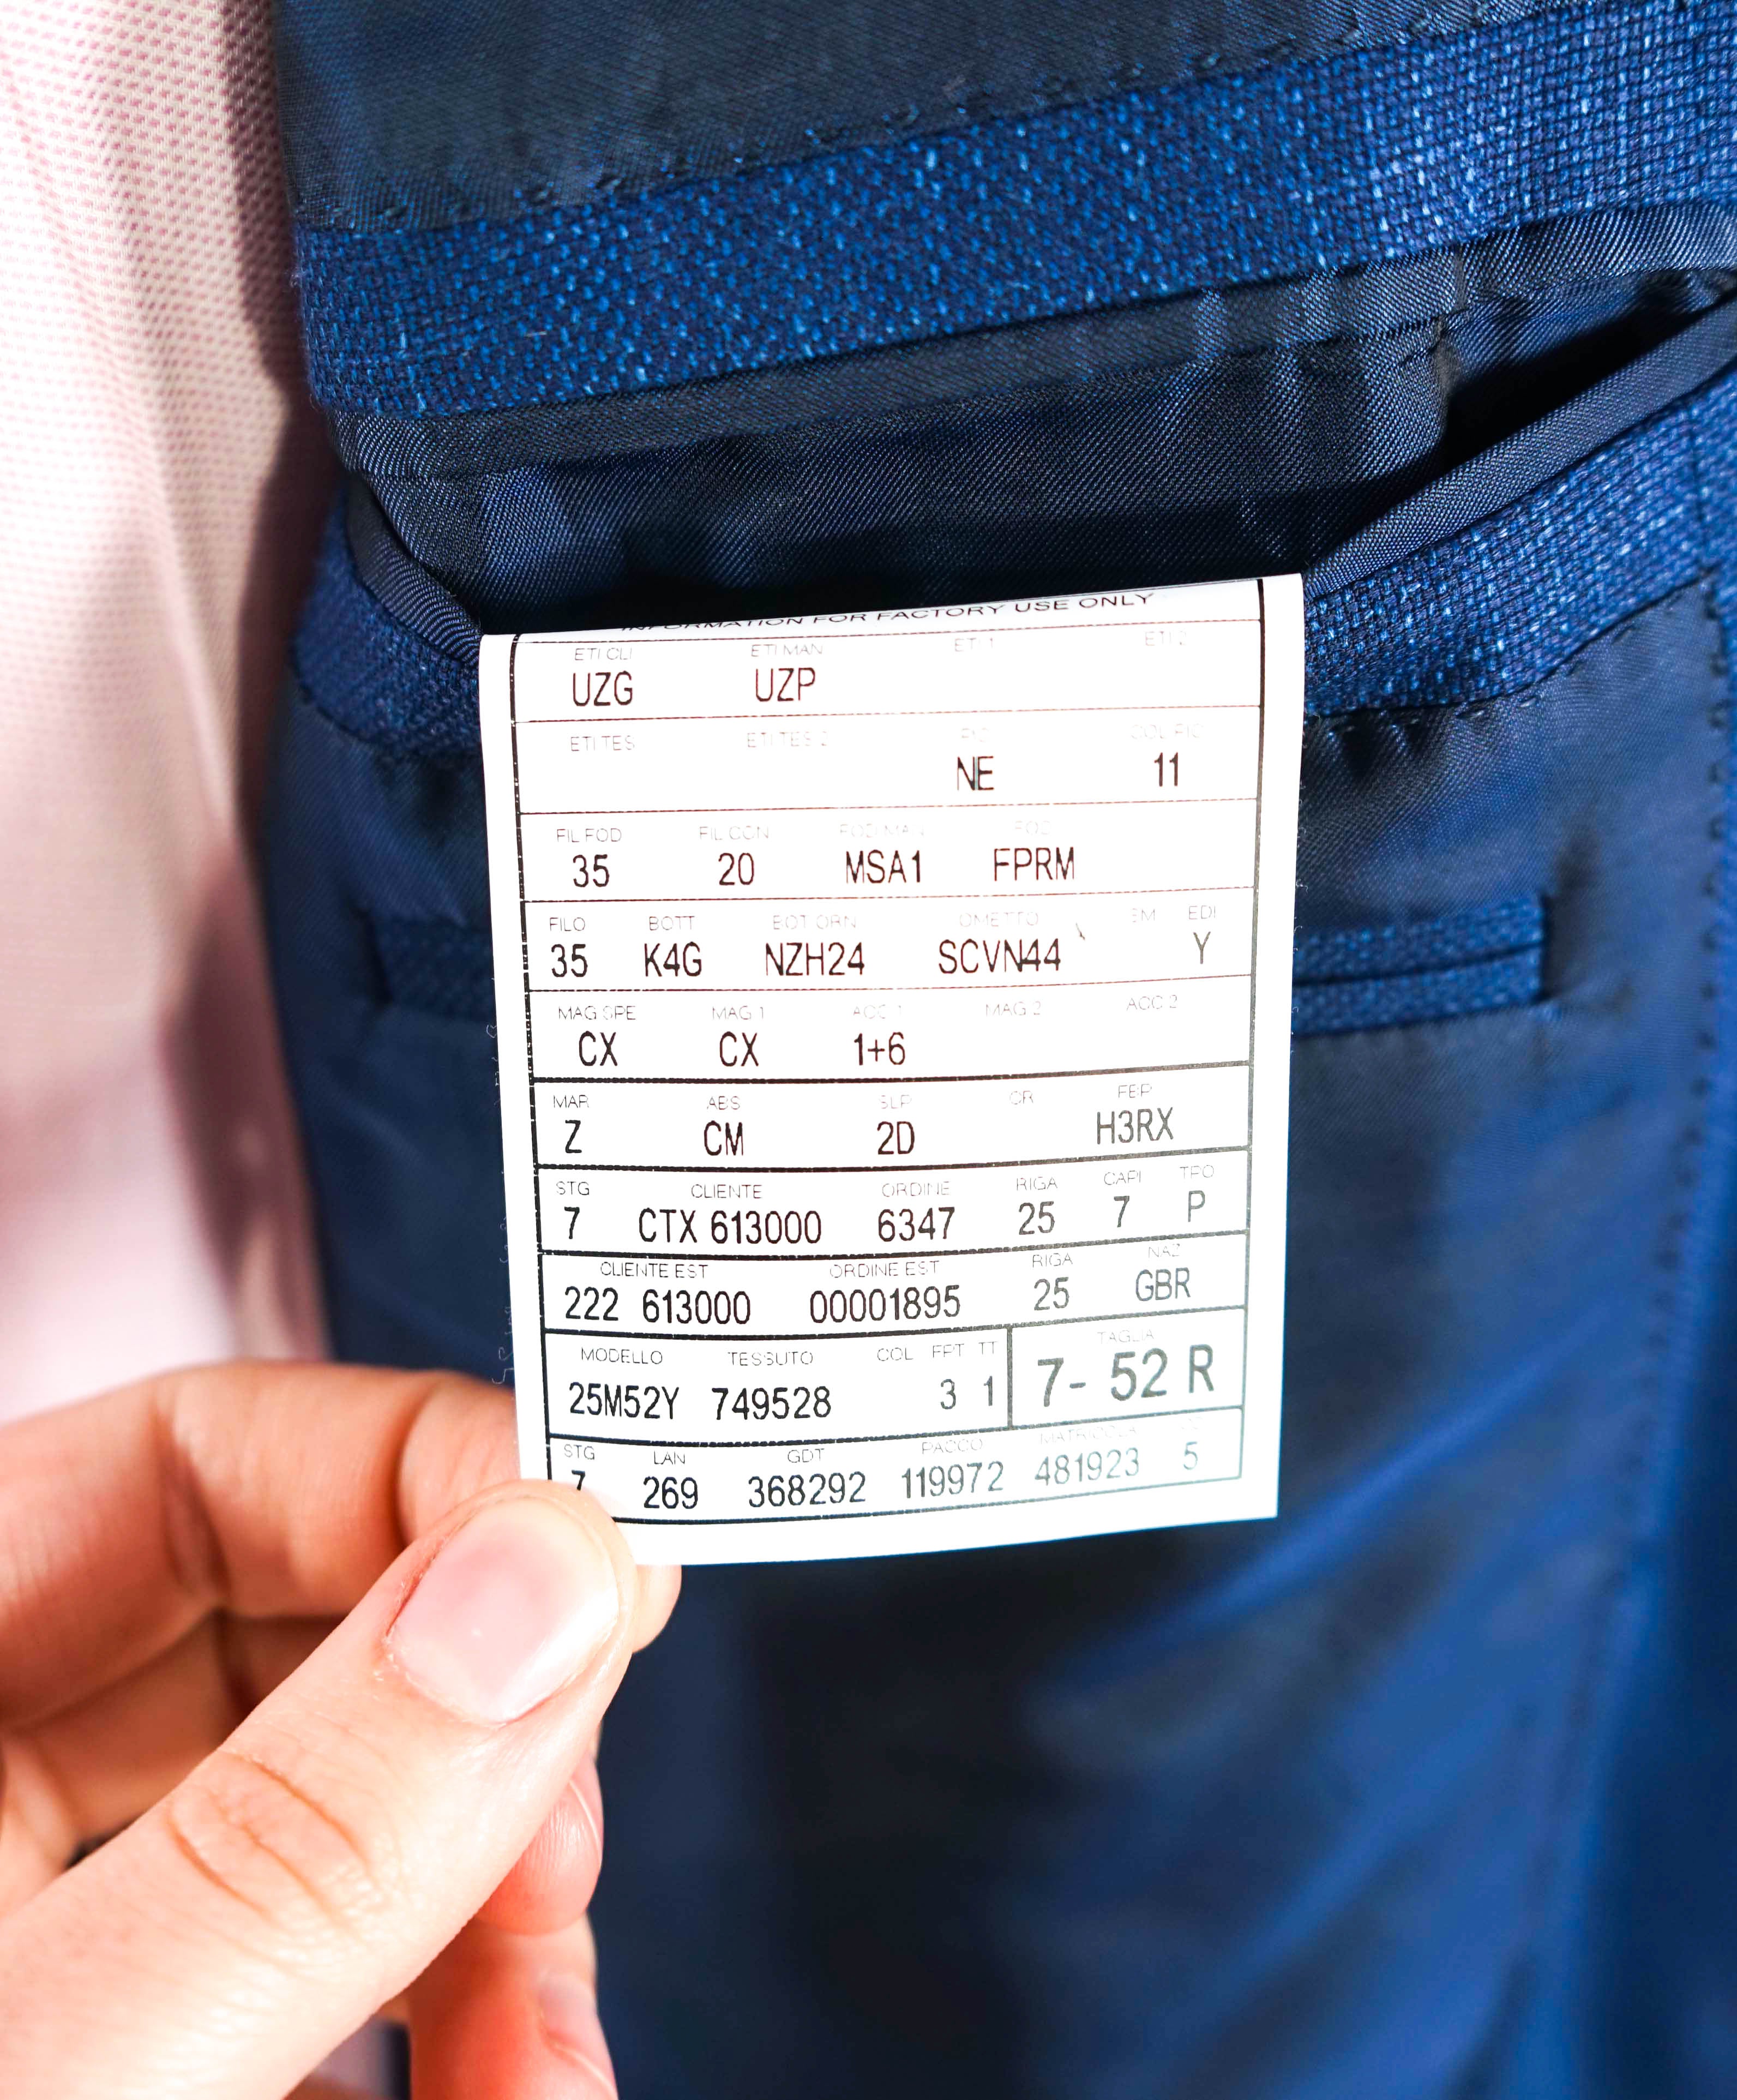 INFORMATION FOR FACTORY USE ONLY
ETI CLI ETI MAN ETI 1 ETI 2
UZG UZP
ETI TES ETI TES 2 FIC COL FIC
NE 11
FIL FOD FIL CON FOD MAN FOD
35 20 MSA1 FPRM
FILO BOTT BOT ORN OMETTO SM EDI
35 K4G NZH24 SCVN44 Y
MAG SPE MAG 1 ACC 1 MAG 2 ACC 2
CX CX 1+6
MAR ABS SLP CR FBP
Z CM 2D H3RX
STG CLIENTE ORDINE RIGA CAPI TPO
7 CTX 613000 6347 25 7 P
CLIENTE EST ORDINE EST RIGA NAZ
222 613000 00001895 25 GBR
MODELLO TESSUTO COL FPT TT TAGLIA
25M52Y 749528 3 1 7- 52 R
STG LAN GDT PACCO MATRICOLA
7 269 368292 119972 481923 5